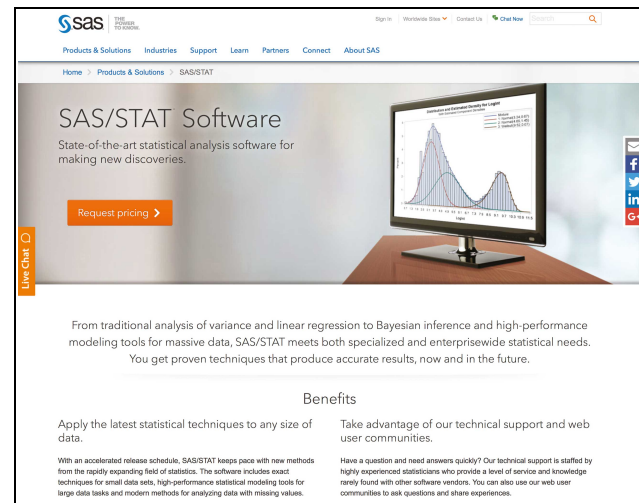 sas THE POWER TO KNOW.
Sign In Worldwide Sites Contact Us Chat Now Search
Products & Solutions Industries Support Learn Partners Connect About SAS
Home > Products & Solutions > SAS/STAT
SAS/STAT Software
State-of-the-art statistical analysis software for
making new discoveries.
Request pricing >
Distribution and Estimated Density for Logion
Live Chat
From traditional analysis of variance and linear regression to Bayesian inference and high-performance
modeling tools for massive data, SAS/STAT meets both specialized and enterprisewide statistical needs.
You get proven techniques that produce accurate results, now and in the future.
Benefits
Apply the latest statistical techniques to any size of
data.
With an accelerated release schedule, SAS/STAT keeps pace with new methods
from the rapidly expanding field of statistics. The software includes exact
techniques for small data sets, high-performance statistical modeling tools for
large data tasks and modern methods for analyzing data with missing values.
Take advantage of our technical support and web
user communities.
Have a question and need answers quickly? Our technical support is staffed by
highly experienced statisticians who provide a level of service and knowledge
rarely found with other software vendors. You can also use our web user
communities to ask questions and share experiences.